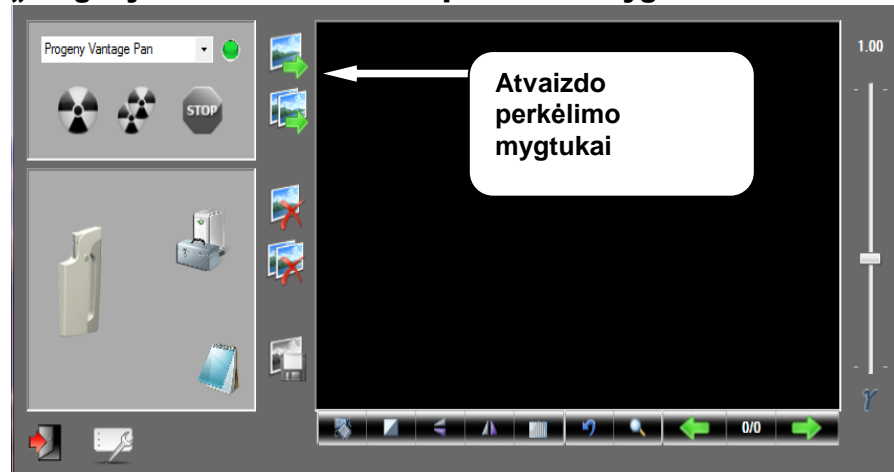 Progeny Vantage Pan
1.00
STOP
Atvaizdo
perkėlimo
mygtukai
0/0
γ